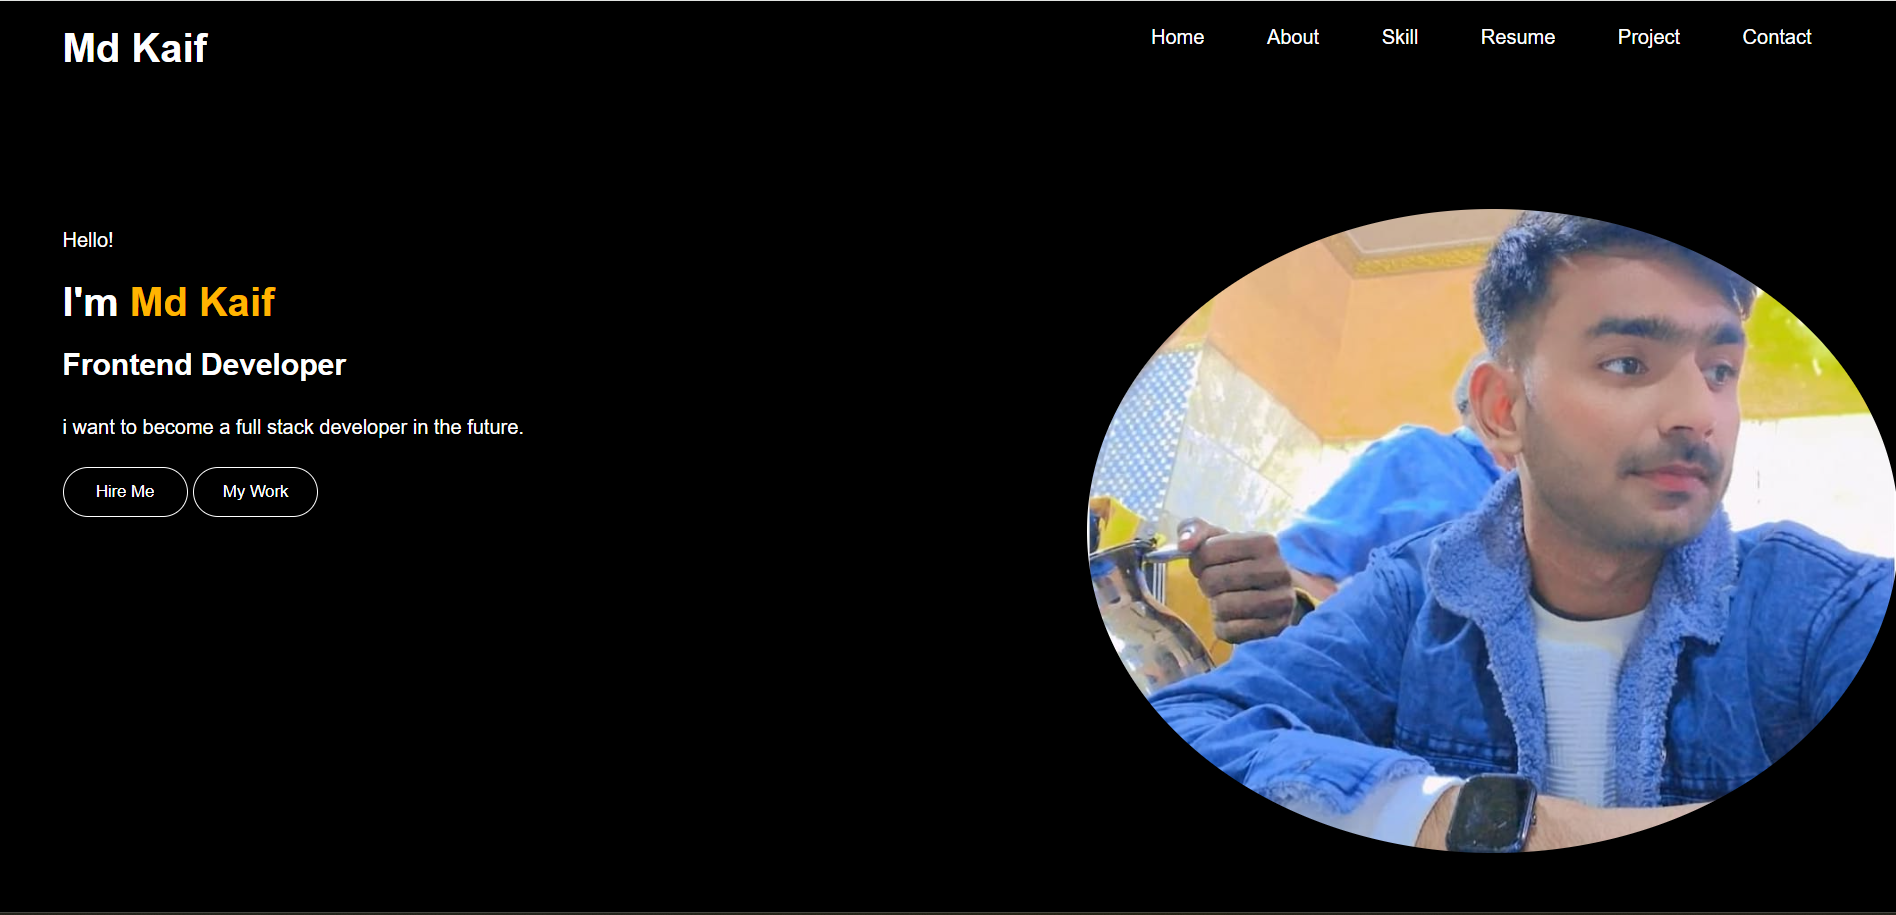 Md Kaif
Home About Skill Resume Project Contact
Hello!
I'm Md Kaif
Frontend Developer
i want to become a full stack developer in the future.
Hire Me My Work